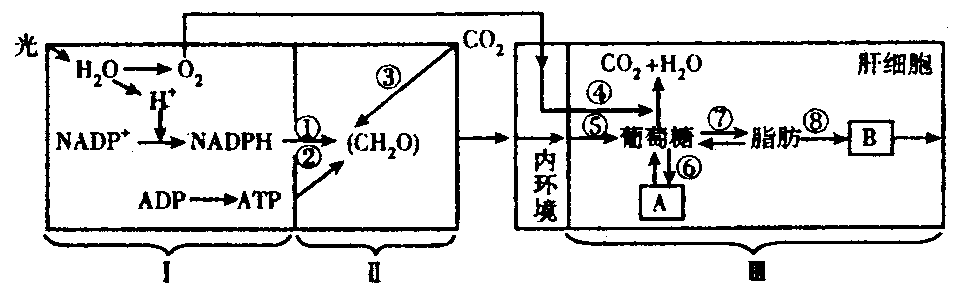 光
H₂O O₂
H⁺
NADP⁺ NADPH
ADP ATP
① ② ③
CO₂
(CH₂O)
内环境
肝细胞
CO₂+H₂O
④ ⑤ ⑥ ⑦ ⑧
葡萄糖 脂肪 B
A
Ⅰ Ⅱ Ⅲ